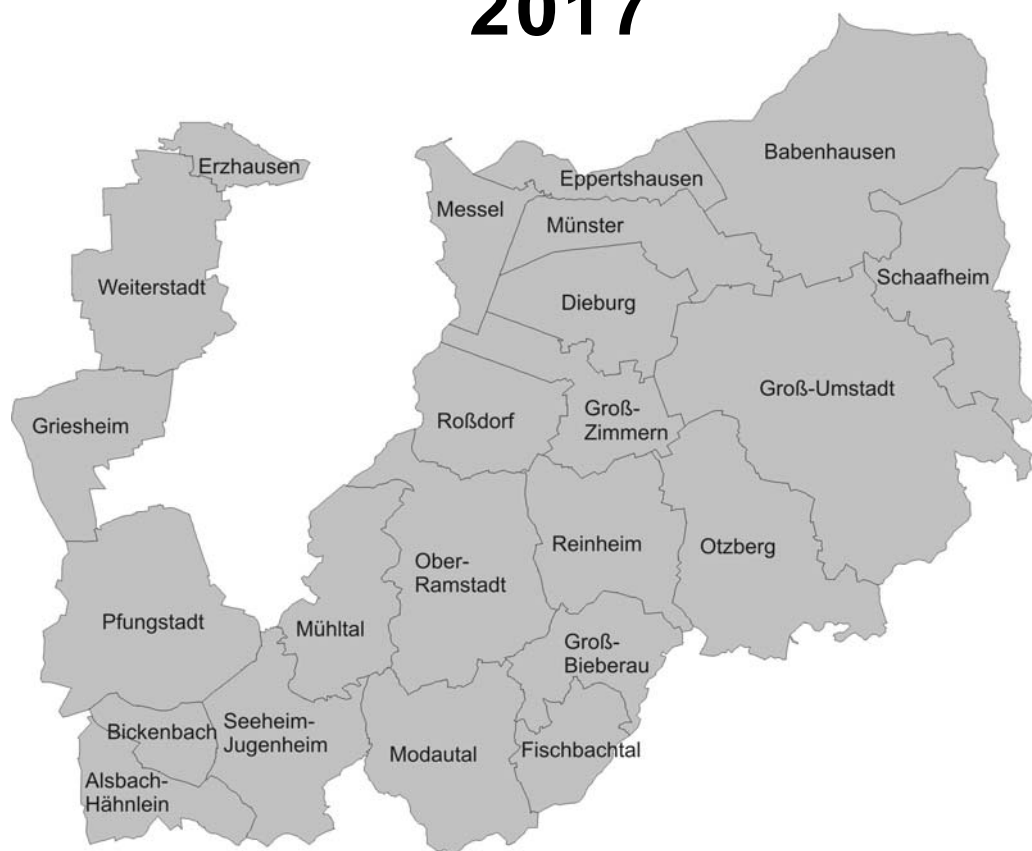 2017
Erzhausen
Babenhausen
Eppertshausen
Messel
Münster
Schaafheim
Weiterstadt
Dieburg
Groß-Umstadt
Griesheim
Roßdorf
Groß-
Zimmern
Reinheim
Otzberg
Ober-
Ramstadt
Pfungstadt
Mühltal
Groß-
Bieberau
Bickenbach
Seeheim-
Jugenheim
Modautal
Fischbachtal
Alsbach-
Hähnlein